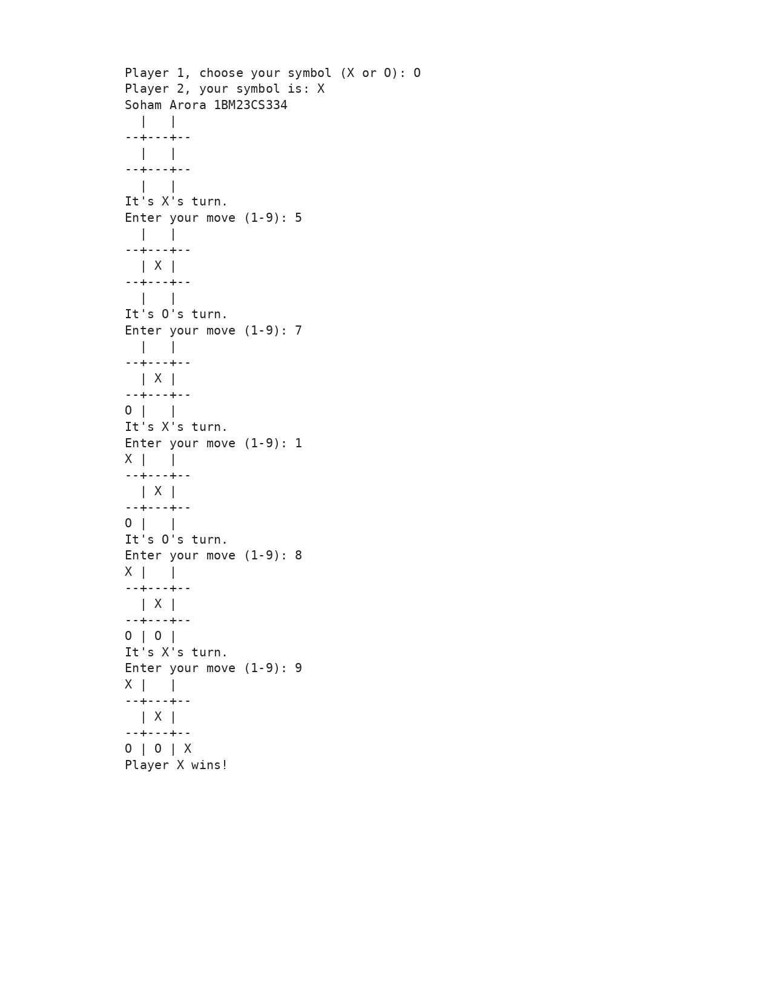 Player 1, choose your symbol (X or O): O
Player 2, your symbol is: X
Soham Arora 1BM23CS334
  |   |
--+---+--
  |   |
--+---+--
  |   |
It's X's turn.
Enter your move (1-9): 5
  |   |
--+---+--
  | X |
--+---+--
  |   |
It's O's turn.
Enter your move (1-9): 7
  |   |
--+---+--
  | X |
--+---+--
O |   |
It's X's turn.
Enter your move (1-9): 1
X |   |
--+---+--
  | X |
--+---+--
O |   |
It's O's turn.
Enter your move (1-9): 8
X |   |
--+---+--
  | X |
--+---+--
O | O |
It's X's turn.
Enter your move (1-9): 9
X |   |
--+---+--
  | X |
--+---+--
O | O | X
Player X wins!